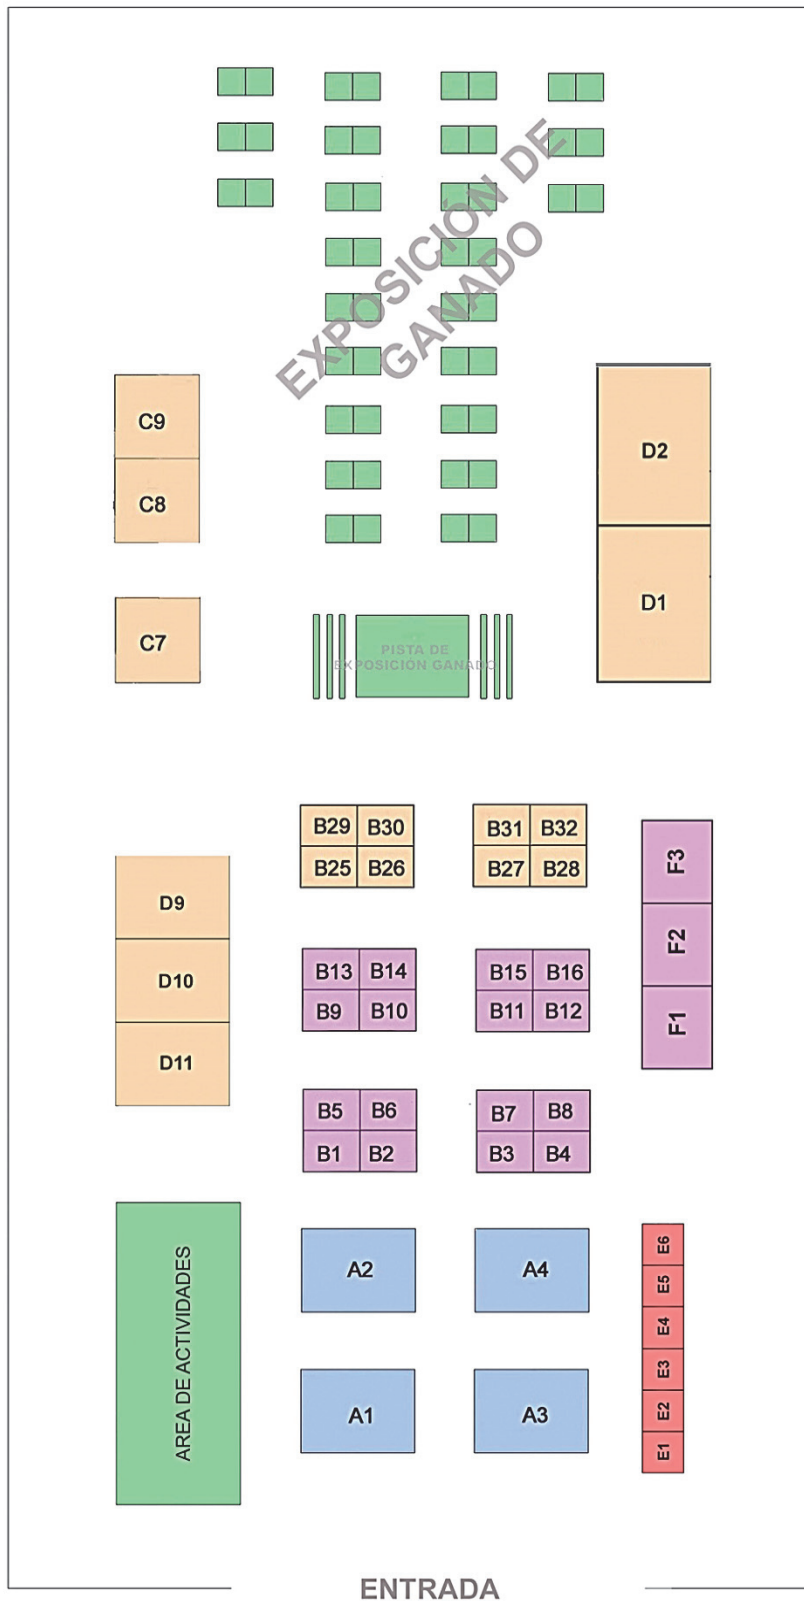 EXPOSICIÓN DE
GANADO
C9
C8
D2
D1
C7
PISTA DE
EXPOSICIÓN GANADO
B29 B30
B25 B26
B31 B32
B27 B28
F3
F2
F1
D9
D10
D11
B13 B14
B9 B10
B15 B16
B11 B12
B5 B6
B1 B2
B7 B8
B3 B4
AREA DE ACTIVIDADES
A2
A4
A1
A3
E6
E5
E4
E3
E2
E1
ENTRADA